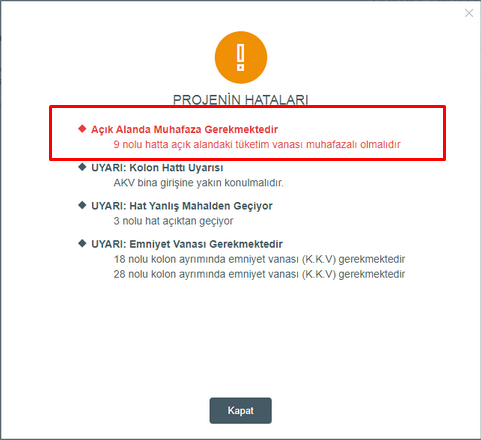 PROJENİN HATALARI
Açık Alanda Muhafaza Gerekmektedir
9 nolu hatta açık alandaki tüketim vanası muhafazalı olmalıdır
UYARI: Kolon Hattı Uyarısı
AKV bina girişine yakın konulmalıdır.
UYARI: Hat Yanlış Mahalden Geçiyor
3 nolu hat açıktan geçiyor
UYARI: Emniyet Vanası Gerekmektedir
18 nolu kolon ayrımında emniyet vanası (K.K.V) gerekmektedir
28 nolu kolon ayrımında emniyet vanası (K.K.V) gerekmektedir
Kapat